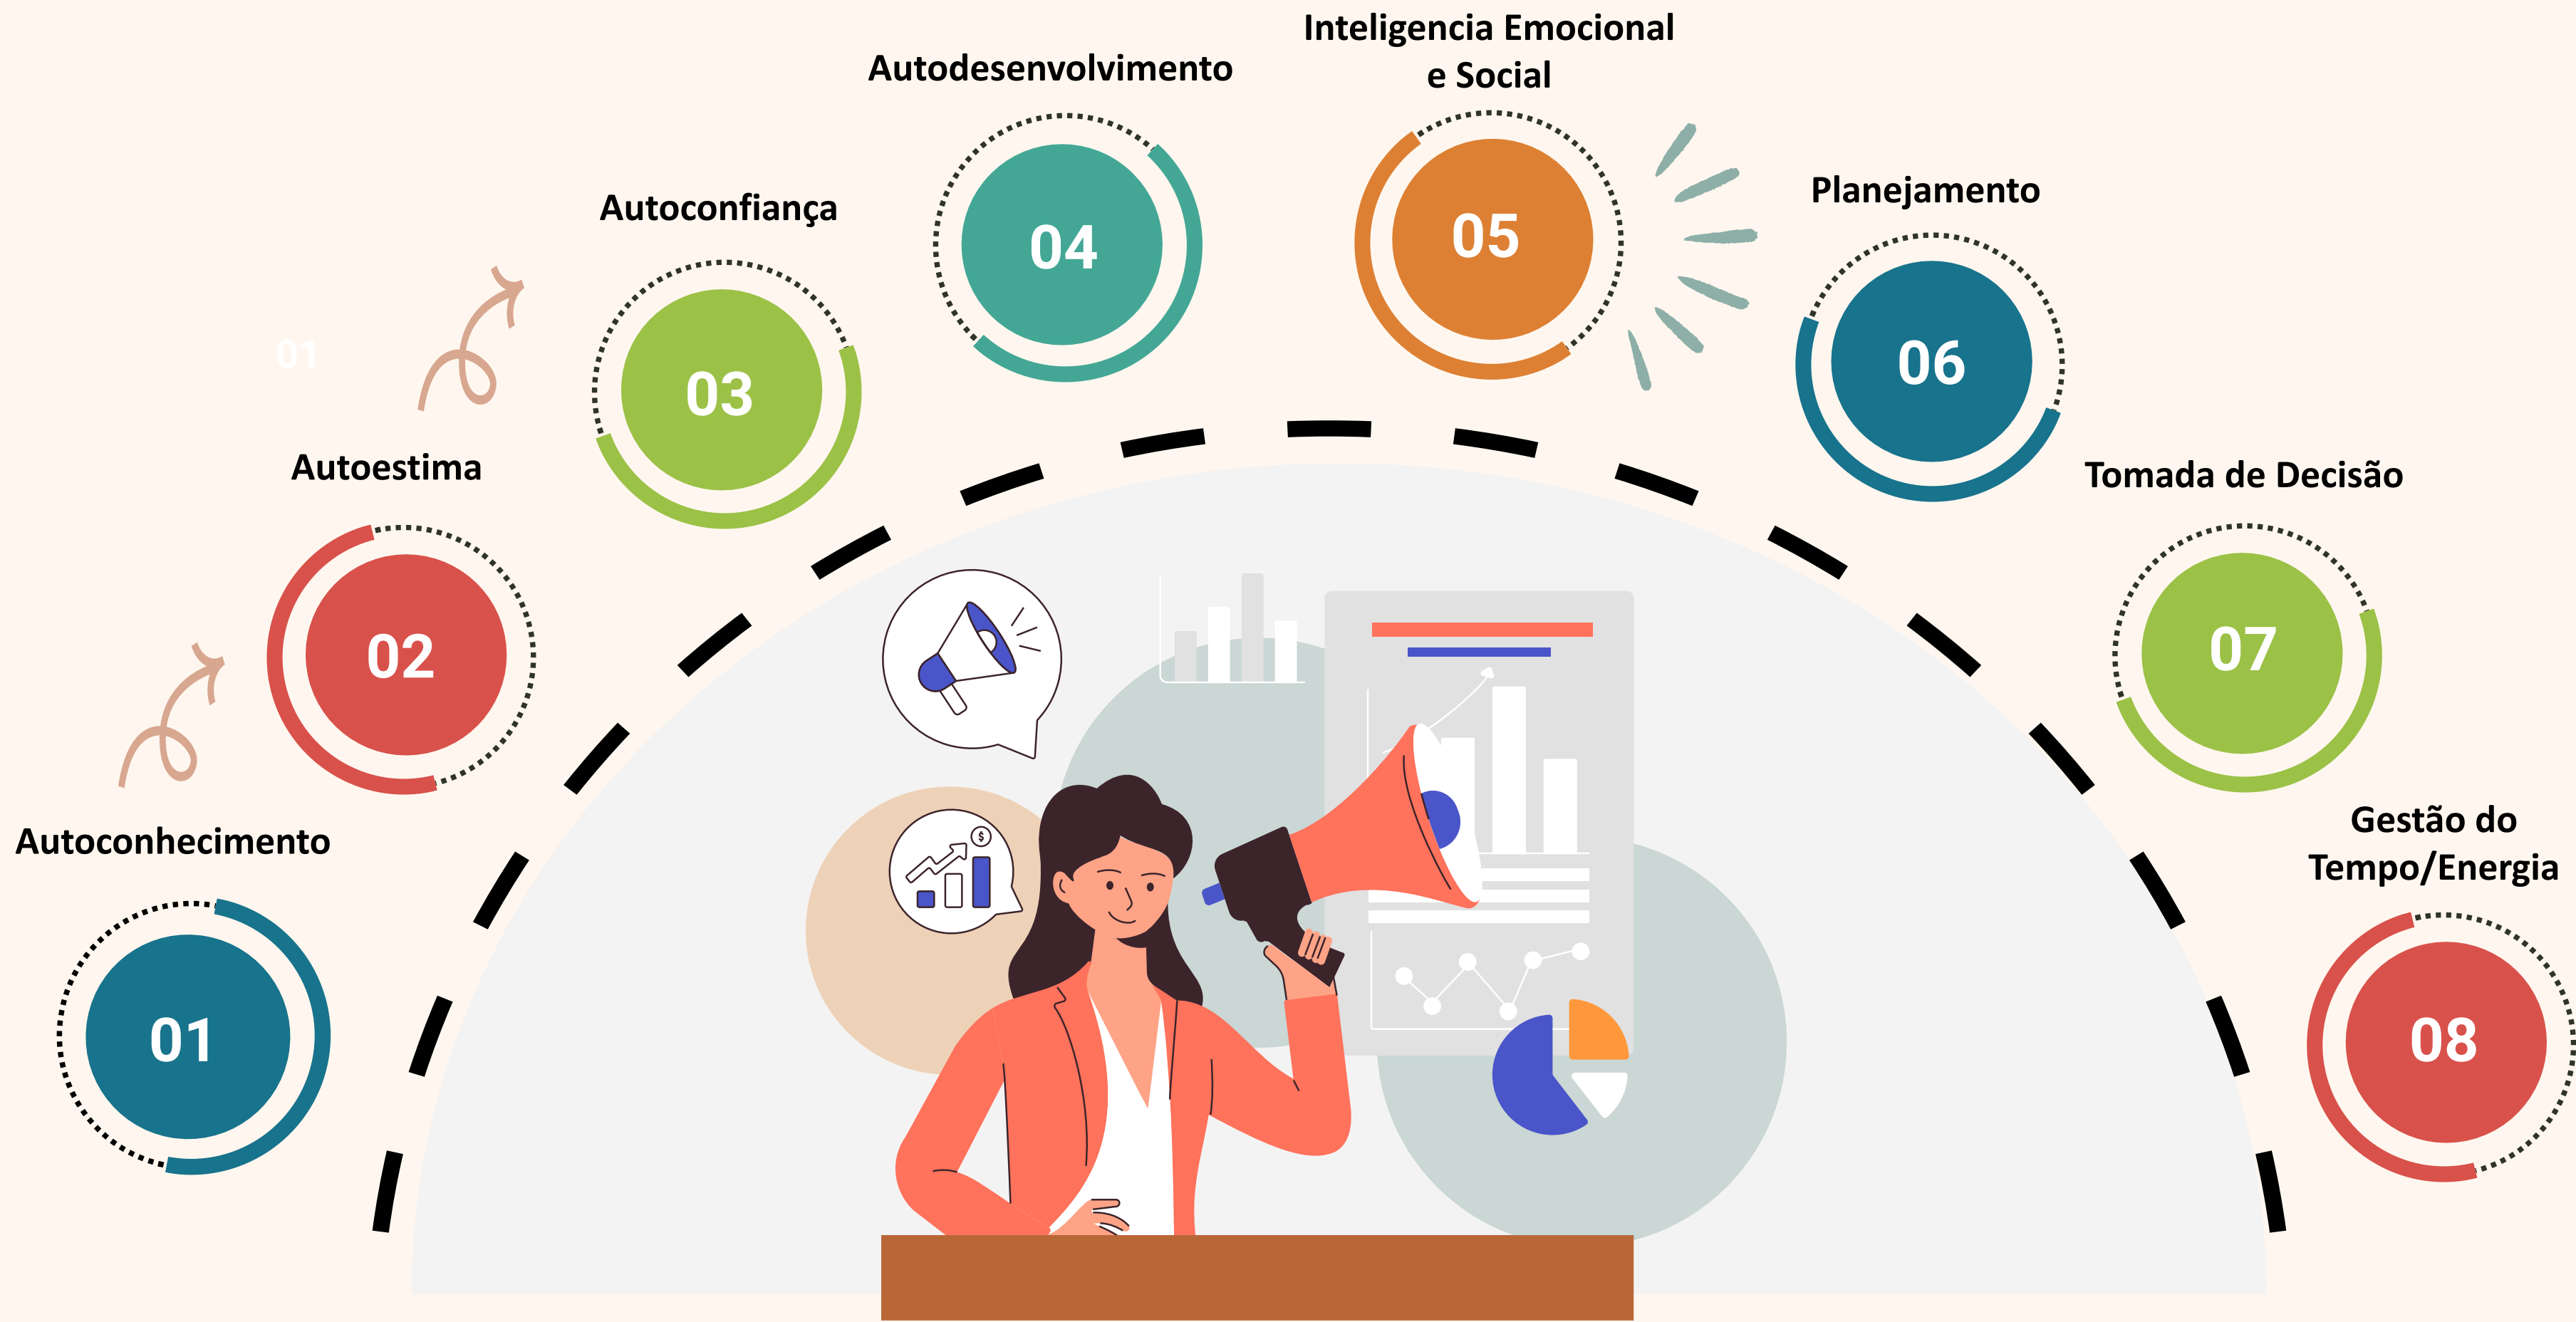 Autoconhecimento
01
Autoestima
02
01
Autoconfiança
03
Autodesenvolvimento
04
Inteligencia Emocional
e Social
05
Planejamento
06
Tomada de Decisão
07
Gestão do
Tempo/Energia
08
$